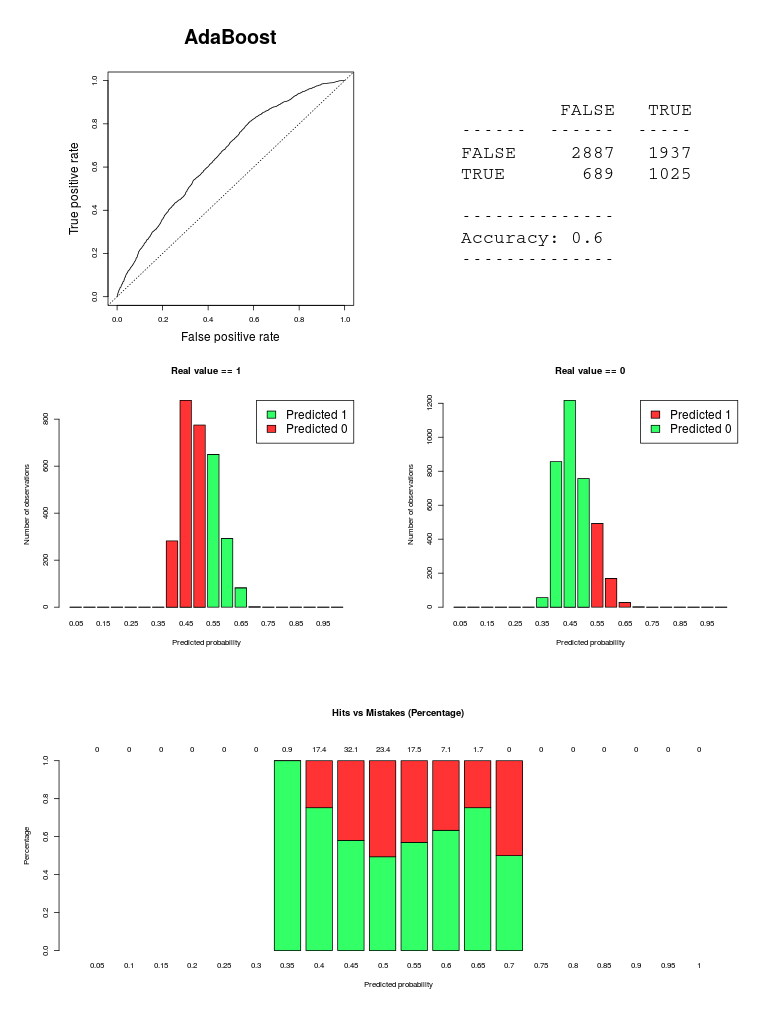 AdaBoost
True positive rate
0.0 0.2 0.4 0.6 0.8 1.0
0.0 0.2 0.4 0.6 0.8 1.0
False positive rate
FALSE TRUE
------ ------ -----
FALSE 2887 1937
TRUE 689 1025
--------------
Accuracy: 0.6
--------------
Real value == 1
Number of observations
0 200 400 600 800
Predicted 1
Predicted 0
0.05 0.15 0.25 0.35 0.45 0.55 0.65 0.75 0.85 0.95
Predicted probability
Real value == 0
Number of observations
0 200 400 600 800 1000 1200
Predicted 1
Predicted 0
0.05 0.15 0.25 0.35 0.45 0.55 0.65 0.75 0.85 0.95
Predicted probability
Hits vs Mistakes (Percentage)
0 0 0 0 0 0 0.9 17.4 32.1 23.4 17.5 7.1 1.7 0 0 0 0 0 0 0
Percentage
0.0 0.2 0.4 0.6 0.8 1.0
0.05 0.1 0.15 0.2 0.25 0.3 0.35 0.4 0.45 0.5 0.55 0.6 0.65 0.7 0.75 0.8 0.85 0.9 0.95 1
Predicted probability